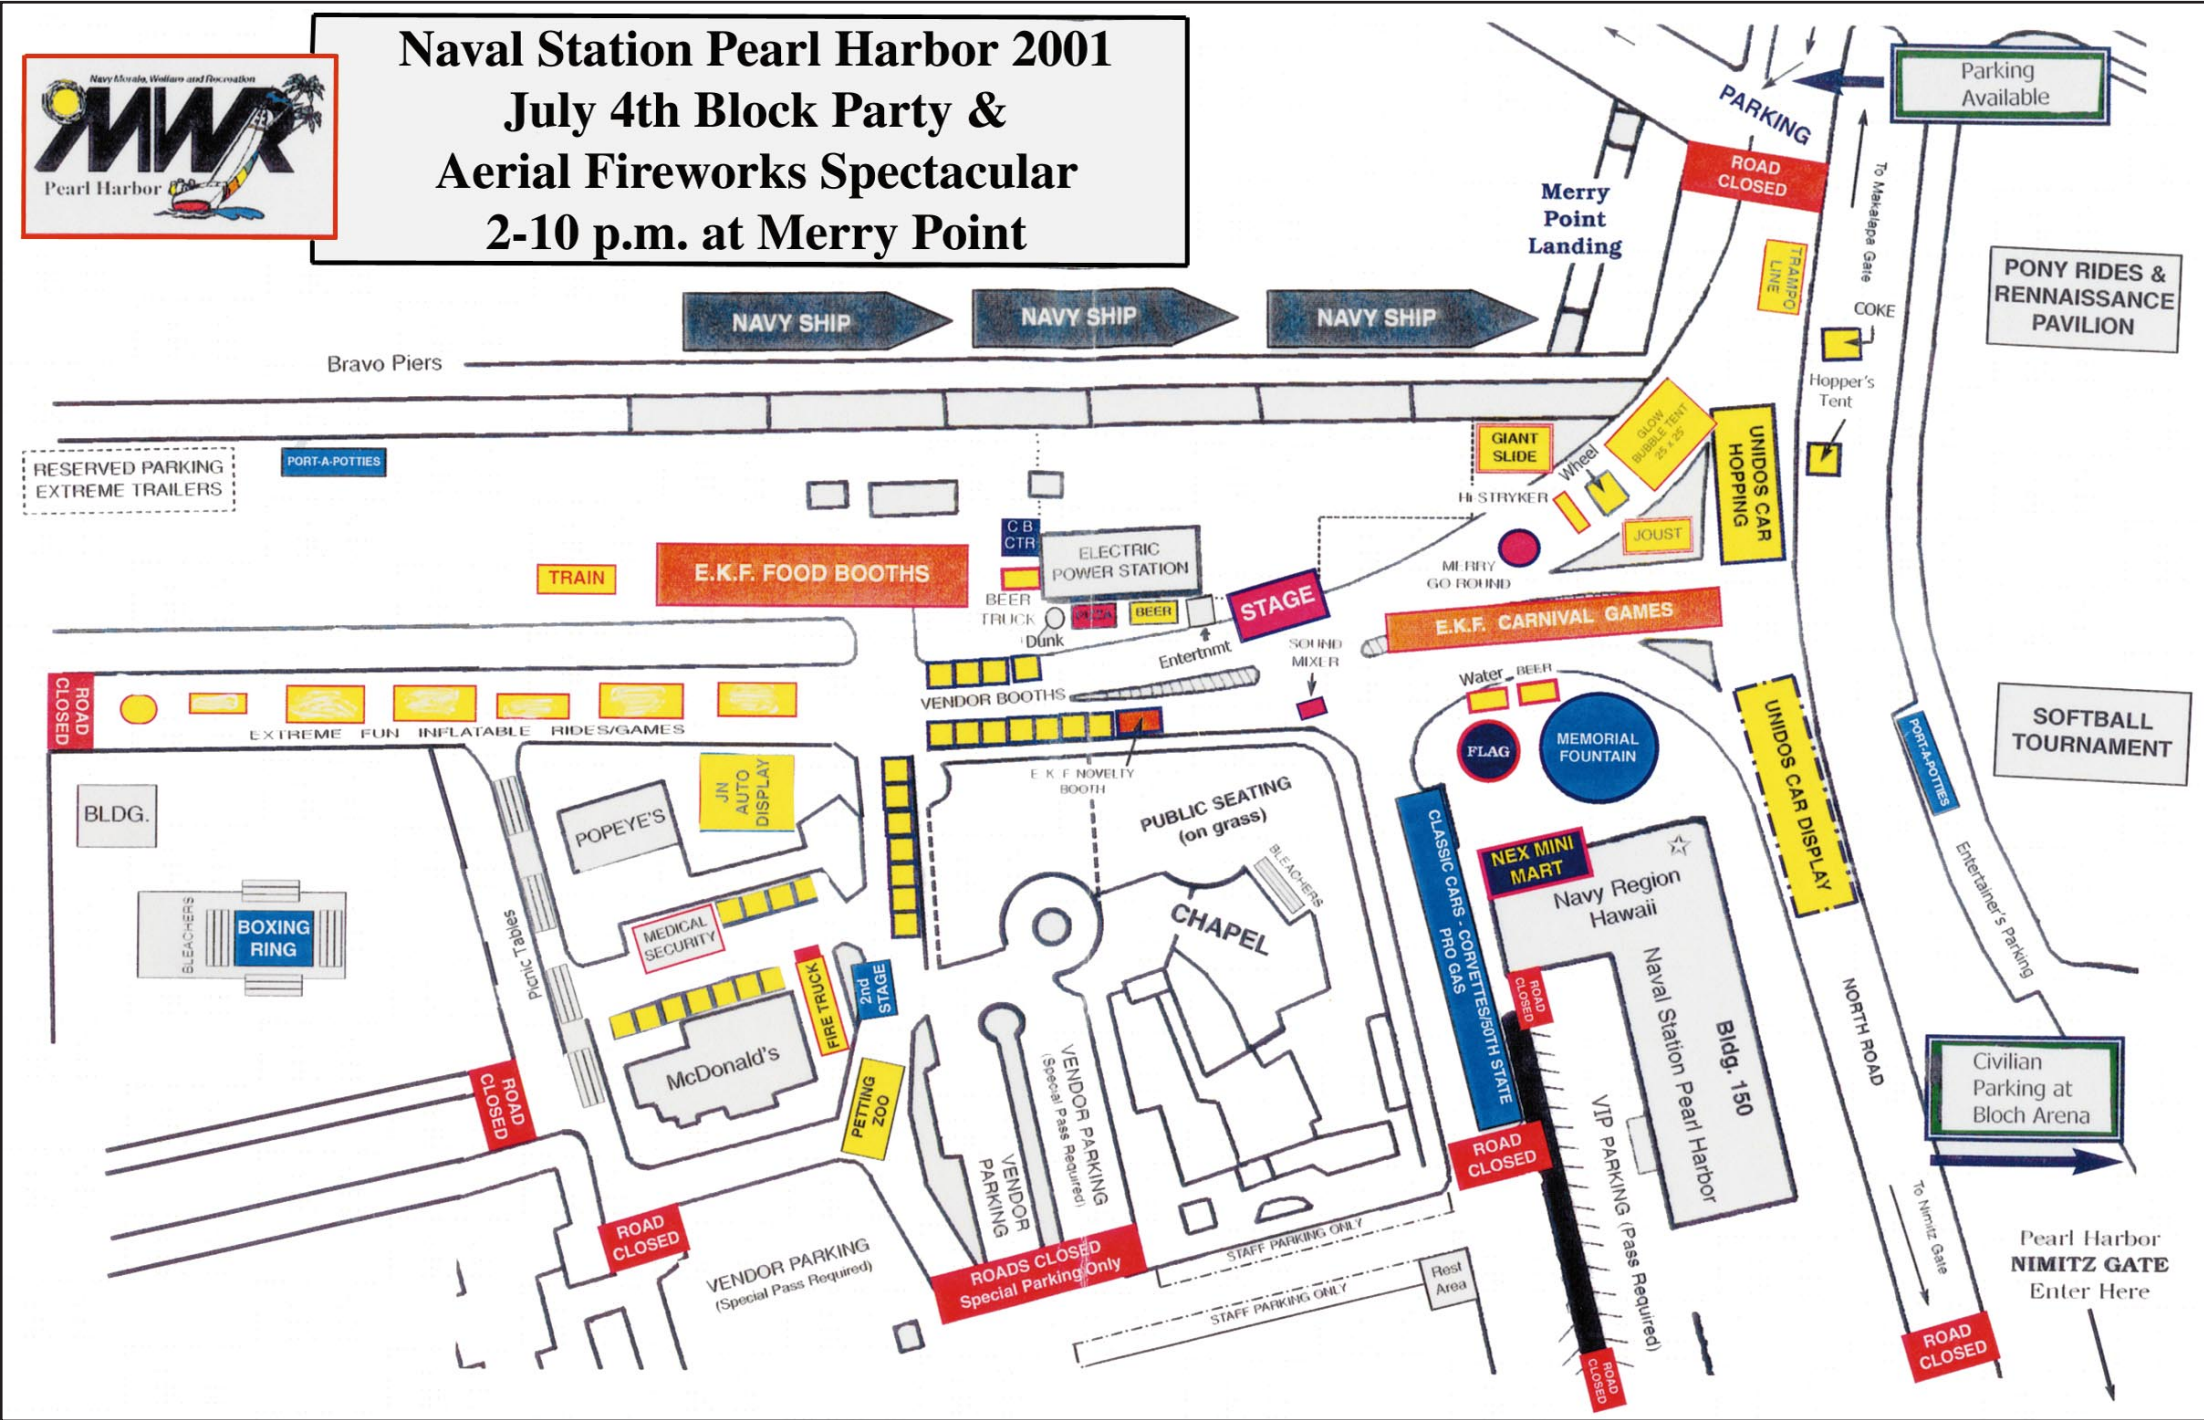 Naval Station Pearl Harbor 2001
July 4th Block Party &
Aerial Fireworks Spectacular
2-10 p.m. at Merry Point
Navy Morale, Welfare and Recreation
MWR
Pearl Harbor
PARKING
Parking
Available
ROAD
CLOSED
To Makalapa Gate
Merry
Point
Landing
TRAMPO
LINE
COKE
PONY RIDES &
RENNAISSANCE
PAVILION
NAVY SHIP
NAVY SHIP
NAVY SHIP
Bravo Piers
Hopper's
Tent
RESERVED PARKING
EXTREME TRAILERS
PORT-A-POTTIES
GIANT
SLIDE
Wheel
GLOW
BUBBLE TENT
25 x 25'
UNIDOS CAR
HOPPING
HI STRYKER
JOUST
MERRY
GO ROUND
C B
CTR
ELECTRIC
POWER STATION
TRAIN
E.K.F. FOOD BOOTHS
BEER
TRUCK
Dunk
BEER
Entertnmt
STAGE
E.K.F. CARNIVAL GAMES
SOUND
MIXER
Water
BEER
VENDOR BOOTHS
ROAD
CLOSED
EXTREME FUN INFLATABLE RIDES/GAMES
FLAG
MEMORIAL
FOUNTAIN
UNIDOS CAR DISPLAY
PORT-A-POTTIES
SOFTBALL
TOURNAMENT
E K F NOVELTY
BOOTH
BLDG.
POPEYE'S
JN
AUTO
DISPLAY
PUBLIC SEATING
(on grass)
BLEACHERS
CHAPEL
CLASSIC CARS - CORVETTES/50TH STATE
PRO GAS
NEX MINI
MART
Navy Region
Hawaii
Naval Station Pearl Harbor
Bldg. 150
Entertainer's Parking
BLEACHERS
BOXING
RING
Picnic Tables
MEDICAL
SECURITY
FIRE TRUCK
2nd
STAGE
McDonald's
PETTING
ZOO
ROAD
CLOSED
NORTH ROAD
Civilian
Parking at
Bloch Arena
VENDOR PARKING
(Special Pass Required)
VENDOR
PARKING
ROAD
CLOSED
ROAD
CLOSED
VIP PARKING (Pass Required)
ROAD
CLOSED
VENDOR PARKING
(Special Pass Required)
ROADS CLOSED
Special Parking Only
STAFF PARKING ONLY
STAFF PARKING ONLY
Rest
Area
To Nimitz Gate
Pearl Harbor
NIMITZ GATE
Enter Here
ROAD
CLOSED
ROAD
CLOSED